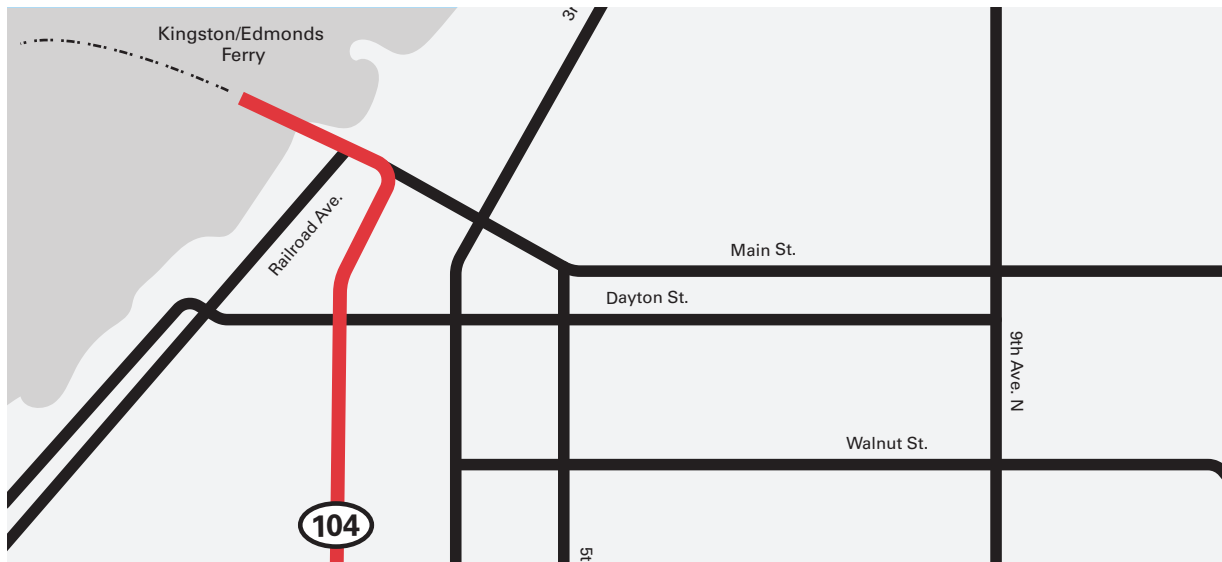 Kingston/Edmonds
Ferry
Railroad Ave.
Main St.
Dayton St.
9th Ave. N
Walnut St.
104